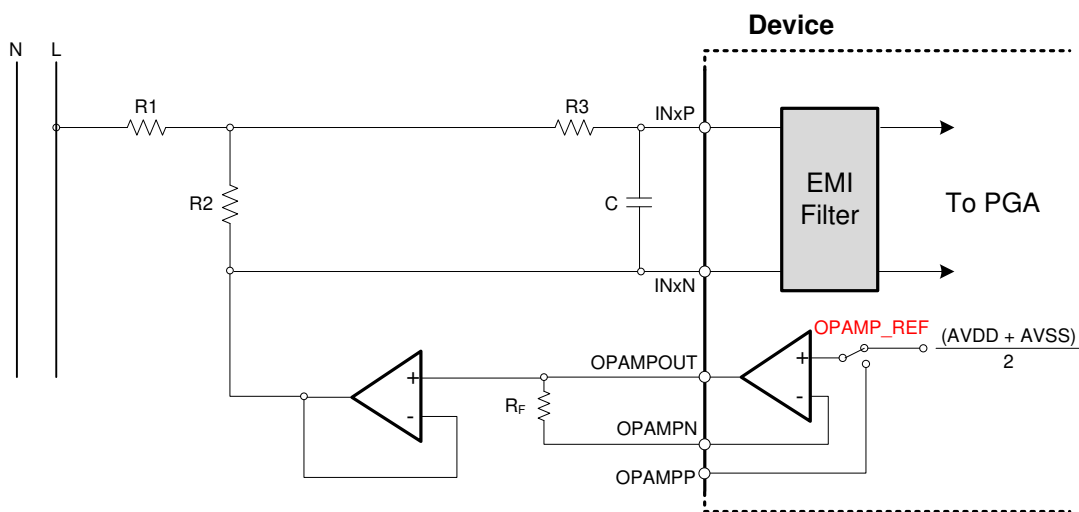 Device
N
L
R1
R3
INxP
R2
C
EMI
Filter
To PGA
INxN
OPAMP_REF
(AVDD + AVSS)
2
OPAMPOUT
+
-
+
-
RF
OPAMPN
OPAMPP